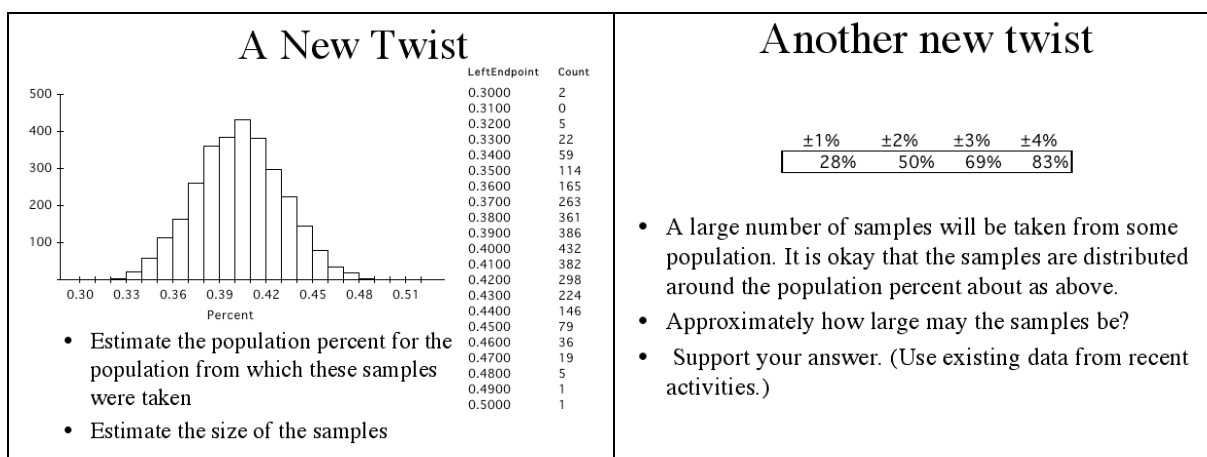 A New Twist
LeftEndpoint Count
0.3000 2
0.3100 0
0.3200 5
0.3300 22
0.3400 59
0.3500 114
0.3600 165
0.3700 263
0.3800 361
0.3900 386
0.4000 432
0.4100 382
0.4200 298
0.4300 224
0.4400 146
0.4500 79
0.4600 36
0.4700 19
0.4800 5
0.4900 1
0.5000 1
500
400
300
200
100
0.30 0.33 0.36 0.39 0.42 0.45 0.48 0.51
Percent
• Estimate the population percent for the
population from which these samples
were taken
• Estimate the size of the samples
Another new twist
±1% ±2% ±3% ±4%
28% 50% 69% 83%
• A large number of samples will be taken from some
population. It is okay that the samples are distributed
around the population percent about as above.
• Approximately how large may the samples be?
• Support your answer. (Use existing data from recent
activities.)